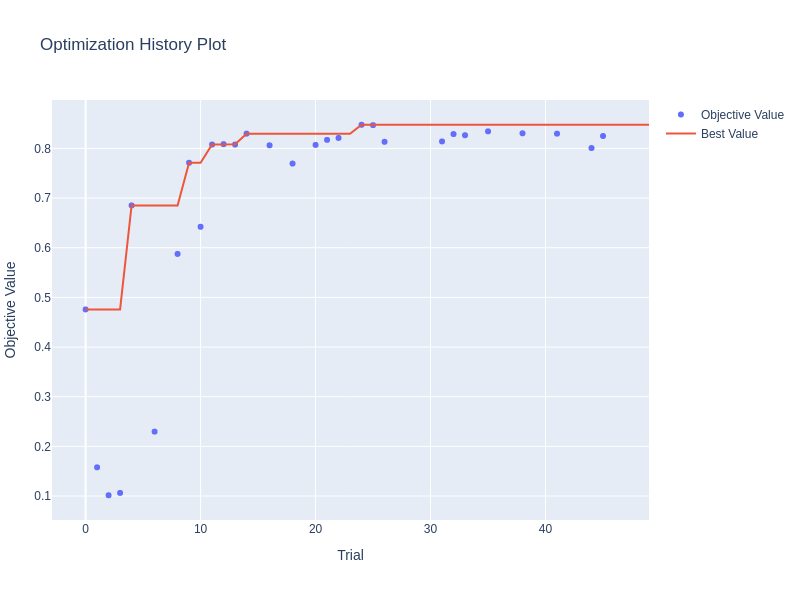 Optimization History Plot
Objective Value
Best Value
0.8
0.7
0.6
0.5
0.4
0.3
0.2
0.1
Objective Value
0 10 20 30 40
Trial